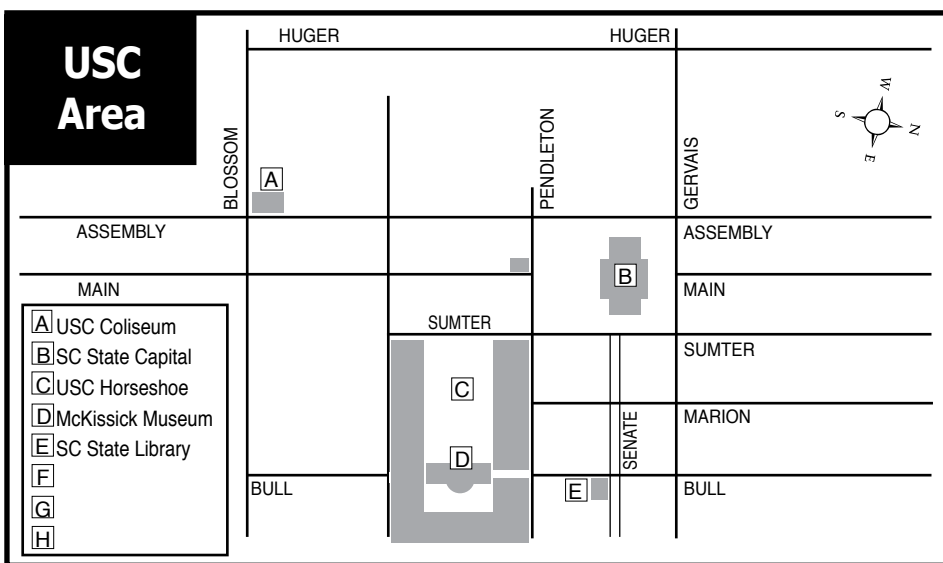 USC
Area
HUGER
HUGER
BLOSSOM
PENDLETON
GERVAIS
W
S
N
E
A
ASSEMBLY
ASSEMBLY
B
MAIN
MAIN
SUMTER
SUMTER
A USC Coliseum
B SC State Capital
C USC Horseshoe
D McKissick Museum
E SC State Library
F
G
H
C
MARION
SENATE
D
BULL
E
BULL